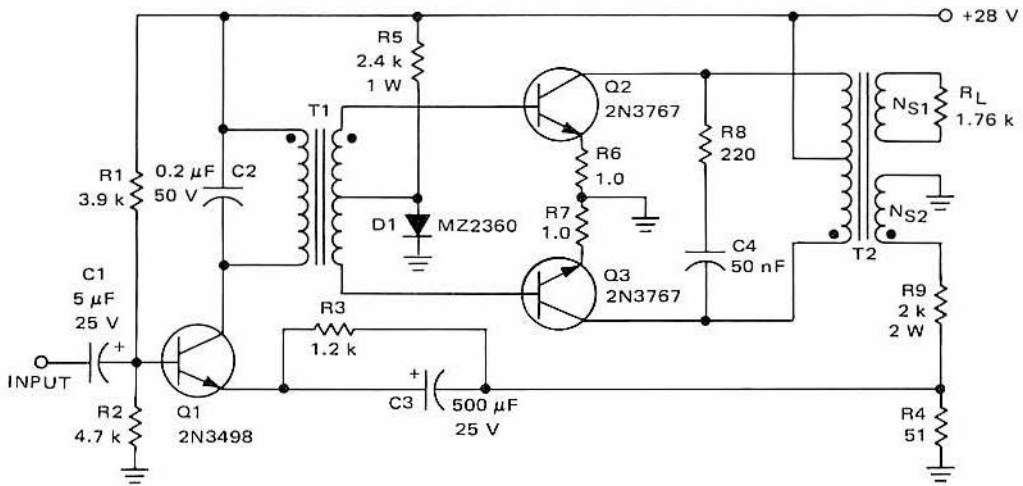 +28 V
R5
2.4 k
1 W
T1
Q2
2N3767
R8
220
NS1
RL
1.76 k
R1
3.9 k
0.2 μF
50 V
C2
R6
1.0
D1
MZ2360
R7
1.0
C4
50 nF
NS2
T2
C1
5 μF
25 V
+
INPUT
R3
1.2 k
Q3
2N3767
R9
2 k
2 W
R2
4.7 k
Q1
2N3498
+
C3
500 μF
25 V
R4
51